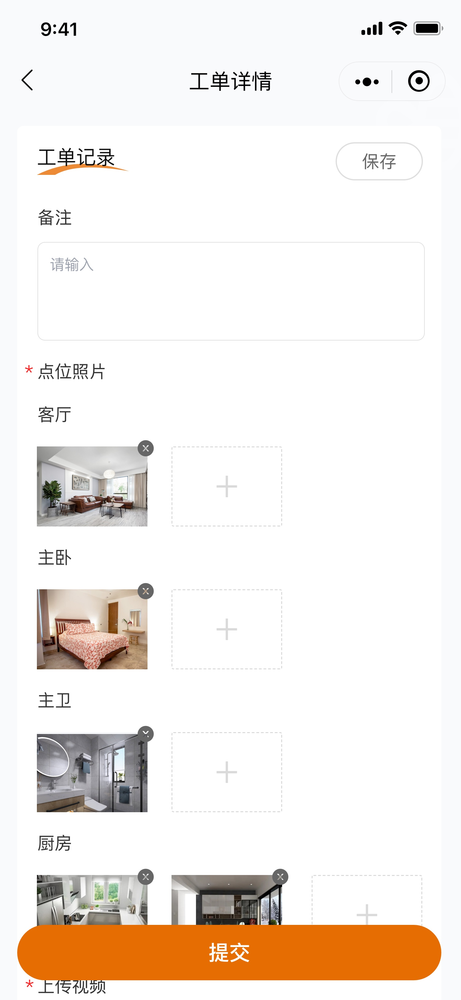 9:41
工单详情
工单记录
保存
备注
请输入
* 点位照片
客厅
主卧
主卫
厨房
提交
* 上传视频